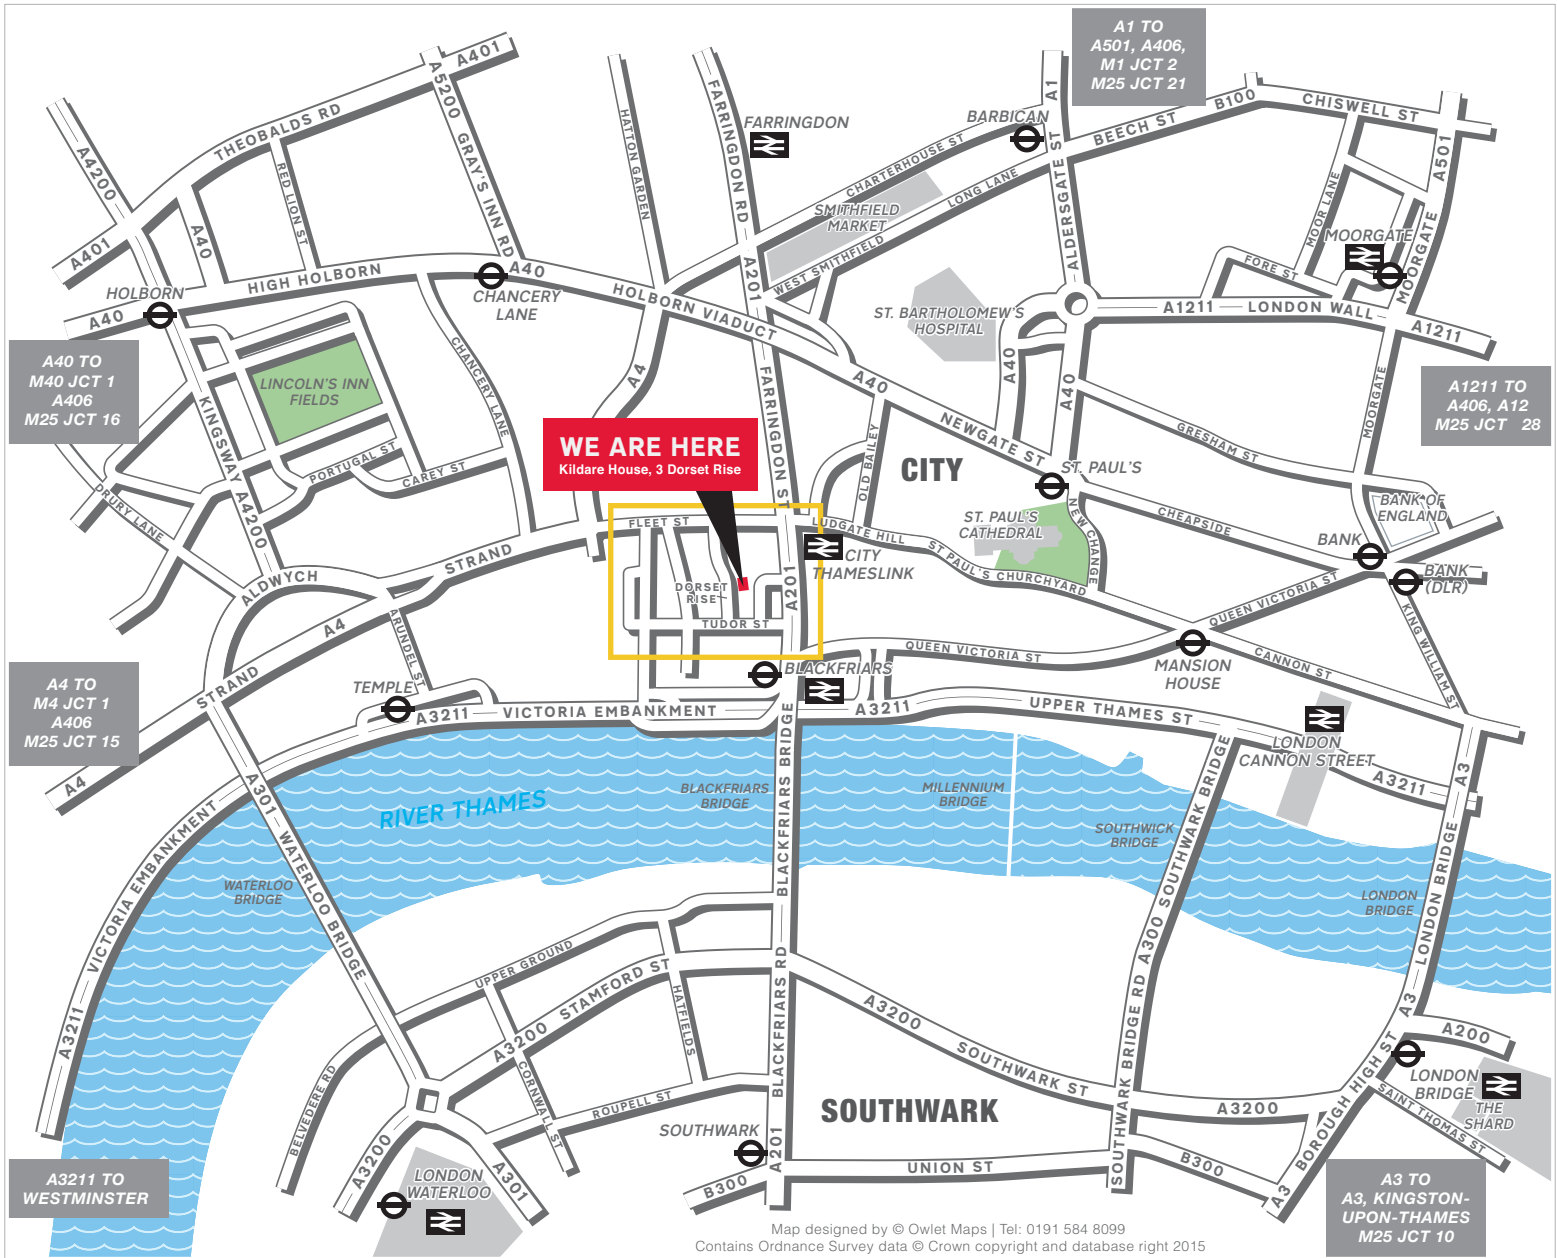 A1 TO
A501, A406,
M1 JCT 2
M25 JCT 21
A401
A5200
THEOBALDS RD
A4200
RED LION ST
GRAY'S INN RD
HATTON GARDEN
FARRINGDON RD
FARRINGDON
BARBICAN
A1
B100
CHISWELL ST
BEECH ST
A501
CHARTERHOUSE ST
LONG LANE
ALDERSGATE ST
MOOR LANE
SMITHFIELD
MARKET
WEST SMITHFIELD
MOORGATE
MOORGATE
FORE ST
A401
A40
HIGH HOLBORN
A40
CHANCERY
LANE
HOLBORN
A40
HOLBORN VIADUCT
A201
ST. BARTHOLOMEW'S
HOSPITAL
A1211
LONDON WALL
A1211
A40 TO
M40 JCT 1
A406
M25 JCT 16
A1211 TO
A406, A12
M25 JCT 28
LINCOLN'S INN
FIELDS
CHANCERY LANE
A4
FARRINGDON ST
A40
A40
A40
MOORGATE
KINGSWAY
A4200
PORTUGAL ST
CAREY ST
DRURY LANE
WE ARE HERE
Kildare House, 3 Dorset Rise
OLD BAILEY
NEWGATE ST
CITY
GRESHAM ST
ST. PAUL'S
ST. PAUL'S
CATHEDRAL
NEW CHANGE
CHEAPSIDE
BANK OF
ENGLAND
BANK
BANK
(DLR)
FLEET ST
LUDGATE HILL
CITY
THAMESLINK
ST PAUL'S CHURCHYARD
STRAND
ALDWYCH
DORSET
RISE
A201
TUDOR ST
QUEEN VICTORIA ST
KING WILLIAM ST
A4
ARUNDEL ST
BLACKFRIARS
QUEEN VICTORIA ST
MANSION
HOUSE
CANNON ST
A4 TO
M4 JCT 1
A406
M25 JCT 15
STRAND
TEMPLE
A3211
VICTORIA EMBANKMENT
A3211
UPPER THAMES ST
LONDON
CANNON STREET
A3211
A3
A4
A301
RIVER THAMES
BLACKFRIARS
BRIDGE
BLACKFRIARS BRIDGE
MILLENNIUM
BRIDGE
SOUTHWICK
BRIDGE
SOUTHWARK BRIDGE
A300
VICTORIA EMBANKMENT
WATERLOO BRIDGE
WATERLOO
BRIDGE
LONDON
BRIDGE
LONDON BRIDGE
A3
A3211
UPPER GROUND
STAMFORD ST
A3200
HATFIELDS
BLACKFRIARS RD
BLACKFRIARS RD
A3200
SOUTHWARK ST
SOUTHWARK BRIDGE RD
A200
LONDON
BRIDGE
THE
SHARD
SAINT THOMAS ST
BELVEDERE RD
CORNWALL ST
ROUPELL ST
SOUTHWARK
SOUTHWARK
A3200
BOROUGH HIGH ST
A3211 TO
WESTMINSTER
A3200
LONDON
WATERLOO
A301
A201
B300
UNION ST
SOUTHWARK BRIDGE
B300
A3
A3 TO
A3, KINGSTON-
UPON-THAMES
M25 JCT 10
Map designed by © Owlet Maps | Tel: 0191 584 8099
Contains Ordnance Survey data © Crown copyright and database right 2015